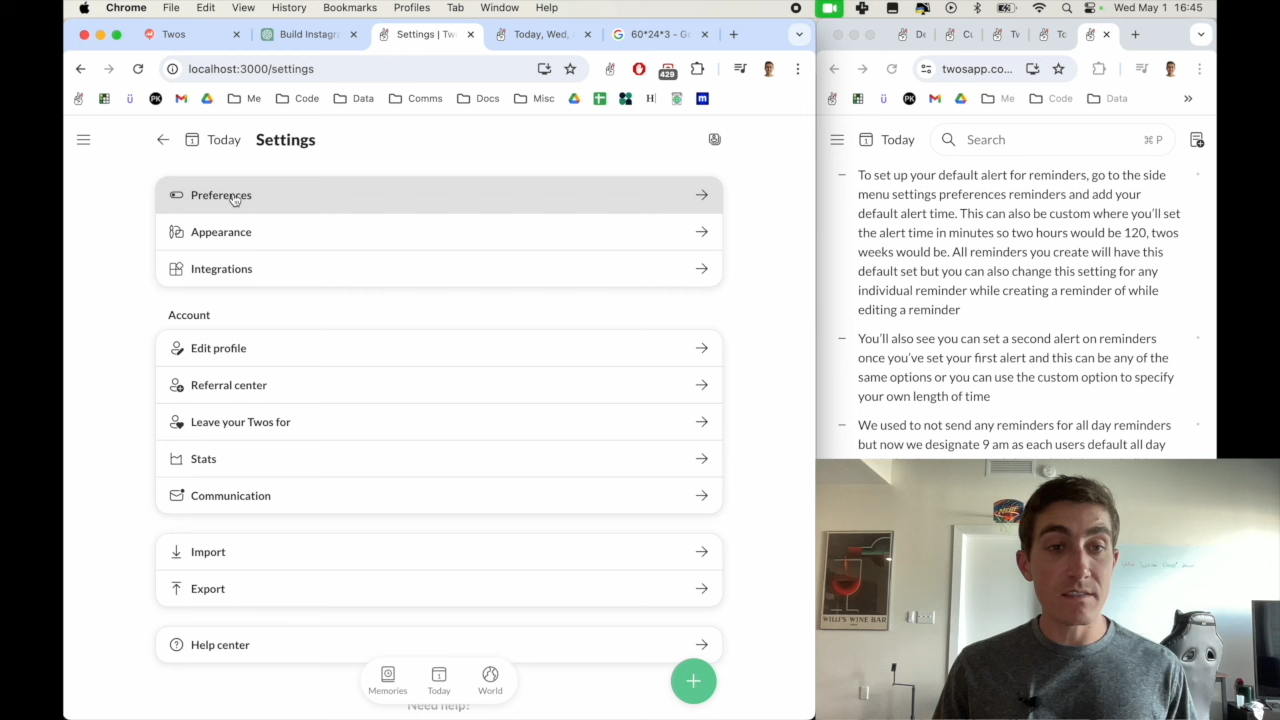 Chrome File Edit View History Bookmarks Profiles Tab Window Help Wed May 1 16:45
Twos Build Instagr Settings | Tw Today, Wed, 60*24*3 - Go
localhost:3000/settings
429
Me Code Data Comms Docs Misc
Today Settings
Preferences
Appearance
Integrations
Account
Edit profile
Referral center
Leave your Twos for
Stats
Communication
Import
Export
Help center
Memories Today World
Need help?
twosapp.co...
Me Code Data
Today Search ⌘ P
To set up your default alert for reminders, go to the side
menu settings preferences reminders and add your
default alert time. This can also be custom where you'll set
the alert time in minutes so two hours would be 120, twos
weeks would be. All reminders you create will have this
default set but you can also change this setting for any
individual reminder while creating a reminder of while
editing a reminder
You'll also see you can set a second alert on reminders
once you've set your first alert and this can be any of the
same options or you can use the custom option to specify
your own length of time
We used to not send any reminders for all day reminders
but now we designate 9 am as each users default all day
WILLI'S WINE BAR